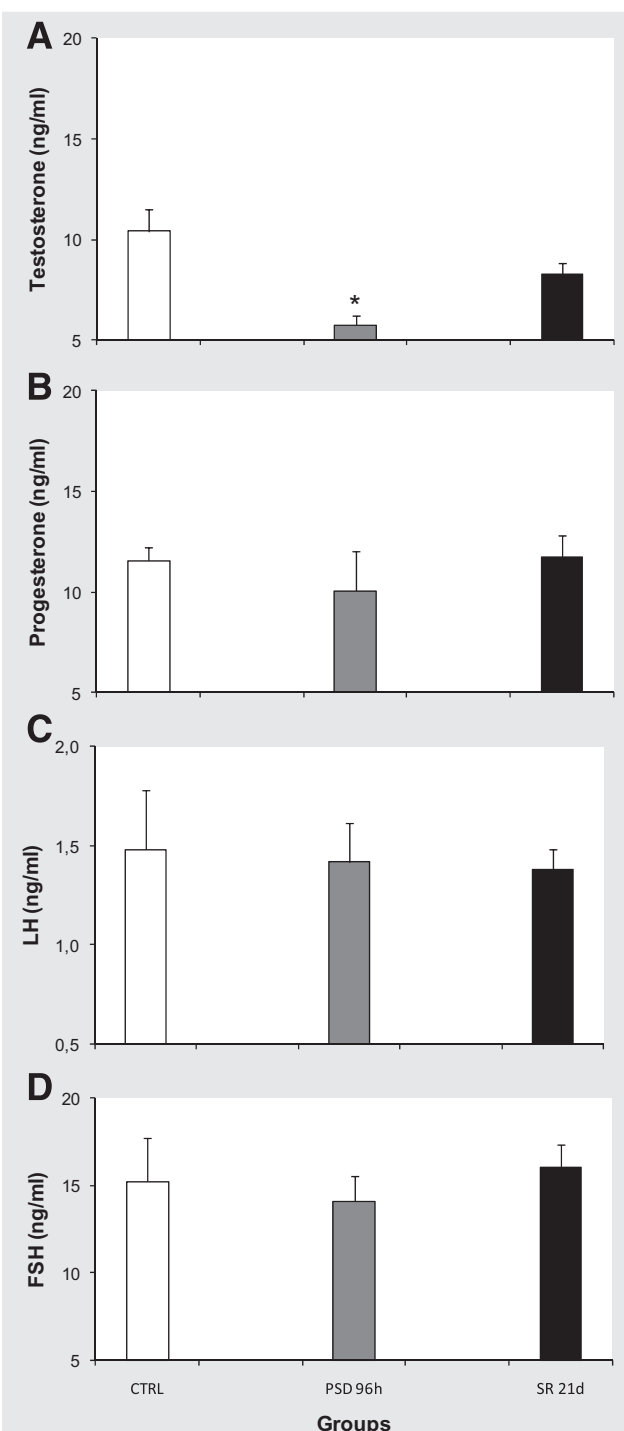 A
Testosterone (ng/ml)
20
15
10
5
*
B
Progesterone (ng/ml)
20
15
10
5
C
LH (ng/ml)
2,0
1,5
1,0
0,5
D
FSH (ng/ml)
20
15
10
5
CTRL PSD 96h SR 21d
Groups